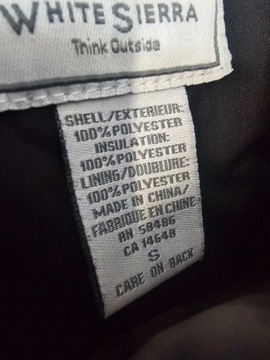 WHITE SIERRA
Think Outside
SHELL/EXTERIEUR:
100% POLYESTER
INSULATION:
100% POLYESTER
LINING/DOUBLURE:
100% POLYESTER
MADE IN CHINA/
FABRIQUE EN CHINE
RN 58486
CA 14648
S
CARE ON BACK